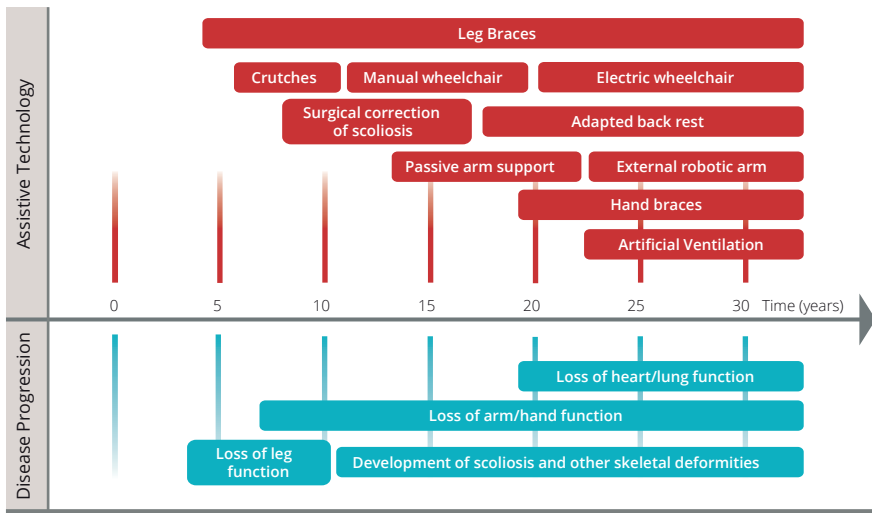 Assistive Technology
Leg Braces
Crutches
Manual wheelchair
Electric wheelchair
Surgical correction
of scoliosis
Adapted back rest
Passive arm support
External robotic arm
Hand braces
Artificial Ventilation
0 5 10 15 20 25 30 Time (years)
Disease Progression
Loss of heart/lung function
Loss of arm/hand function
Loss of leg
function
Development of scoliosis and other skeletal deformities